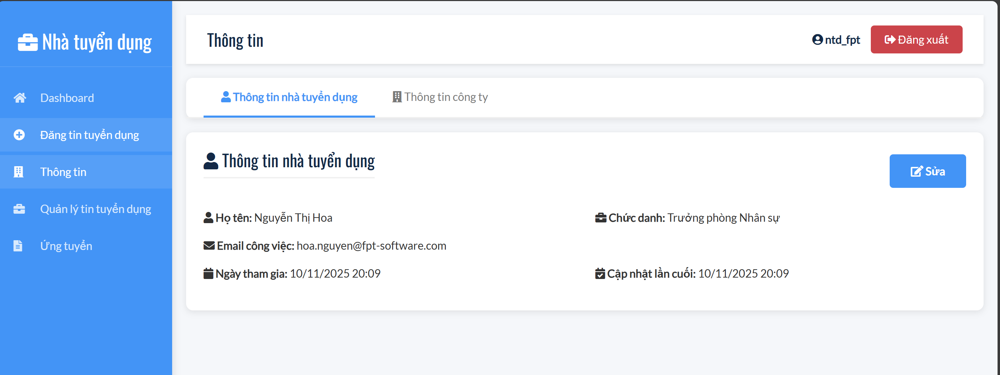 Nhà tuyển dụng
Dashboard
Đăng tin tuyển dụng
Thông tin
Quản lý tin tuyển dụng
Ứng tuyển
Thông tin
ntd_fpt
Đăng xuất
Thông tin nhà tuyển dụng
Thông tin công ty
Thông tin nhà tuyển dụng
Sửa
Họ tên: Nguyễn Thị Hoa
Chức danh: Trưởng phòng Nhân sự
Email công việc: hoa.nguyen@fpt-software.com
Ngày tham gia: 10/11/2025 20:09
Cập nhật lần cuối: 10/11/2025 20:09